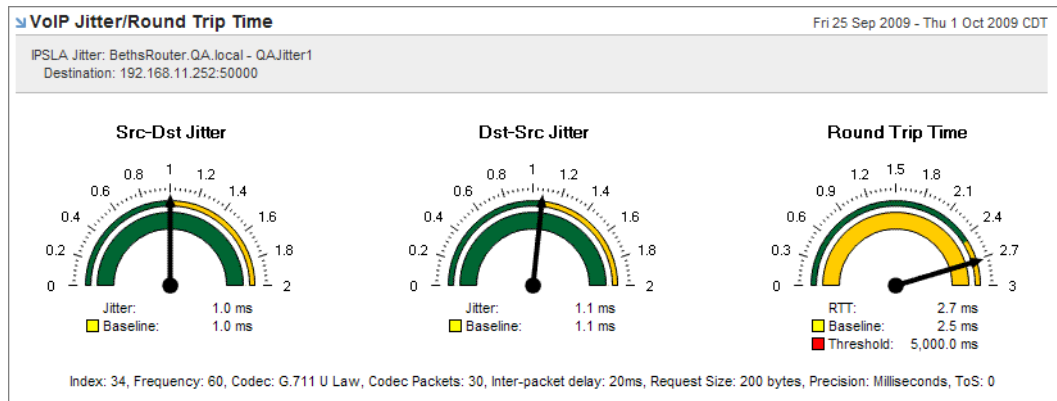 VoIP Jitter/Round Trip Time
Fri 25 Sep 2009 - Thu 1 Oct 2009 CDT
IPSLA Jitter: BethsRouter.QA.local - QAJitter1
Destination: 192.168.11.252:50000
Src-Dst Jitter
0 0.2 0.4 0.6 0.8 1 1.2 1.4 1.6 1.8 2
Jitter: 1.0 ms
Baseline: 1.0 ms
Dst-Src Jitter
0 0.2 0.4 0.6 0.8 1 1.2 1.4 1.6 1.8 2
Jitter: 1.1 ms
Baseline: 1.1 ms
Round Trip Time
0 0.3 0.6 0.9 1.2 1.5 1.8 2.1 2.4 2.7 3
RTT: 2.7 ms
Baseline: 2.5 ms
Threshold: 5,000.0 ms
Index: 34, Frequency: 60, Codec: G.711 U Law, Codec Packets: 30, Inter-packet delay: 20ms, Request Size: 200 bytes, Precision: Milliseconds, ToS: 0